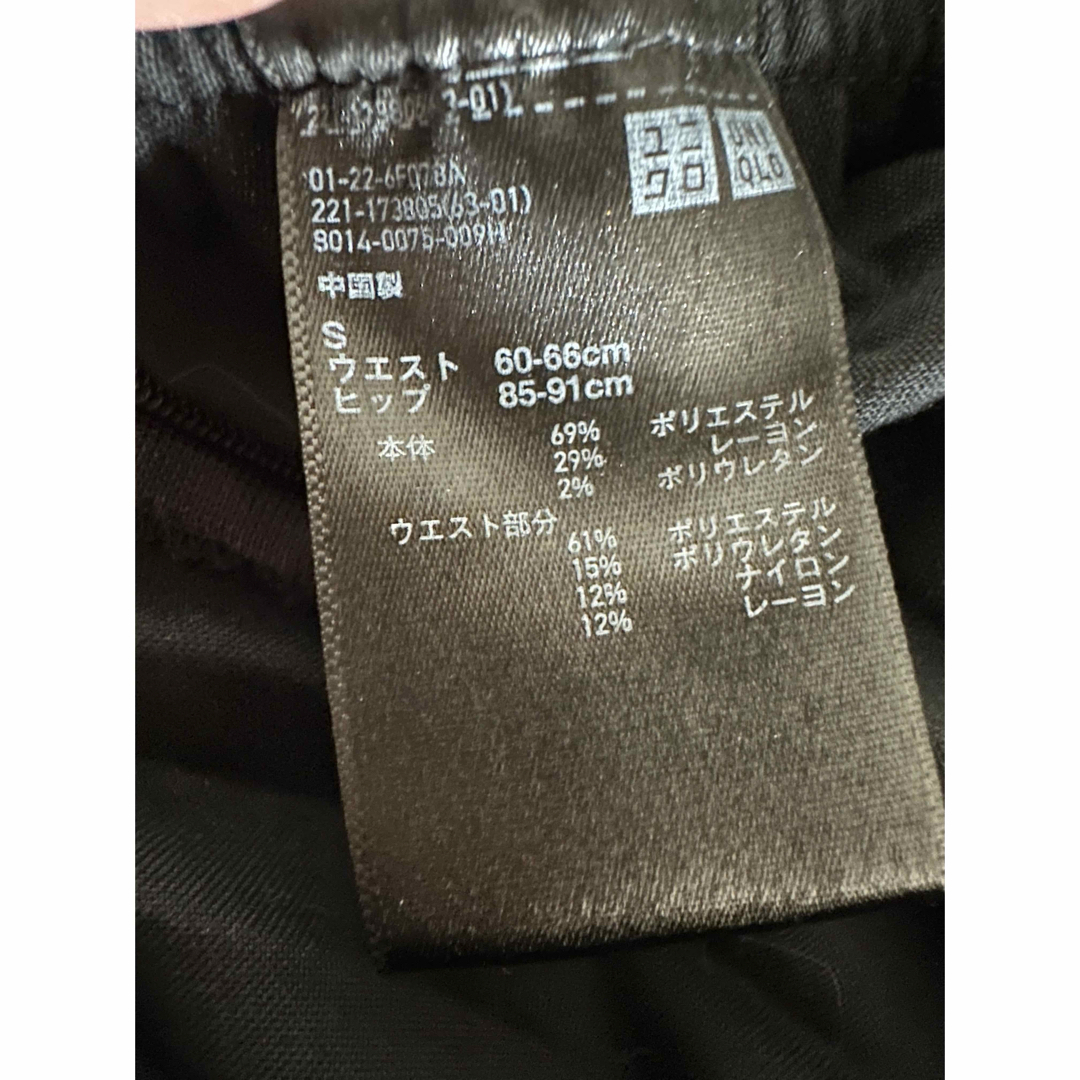 ユニ
クロ
UNI
QLO
01-22-6F078A
221-173805(63-01)
8014-0075-009H
中国製
S
ウエスト 60-66cm
ヒップ 85-91cm
本体 69% ポリエステル
29% レーヨン
2% ポリウレタン
ウエスト部分 61% ポリエステル
15% ポリウレタン
12% ナイロン
12% レーヨン